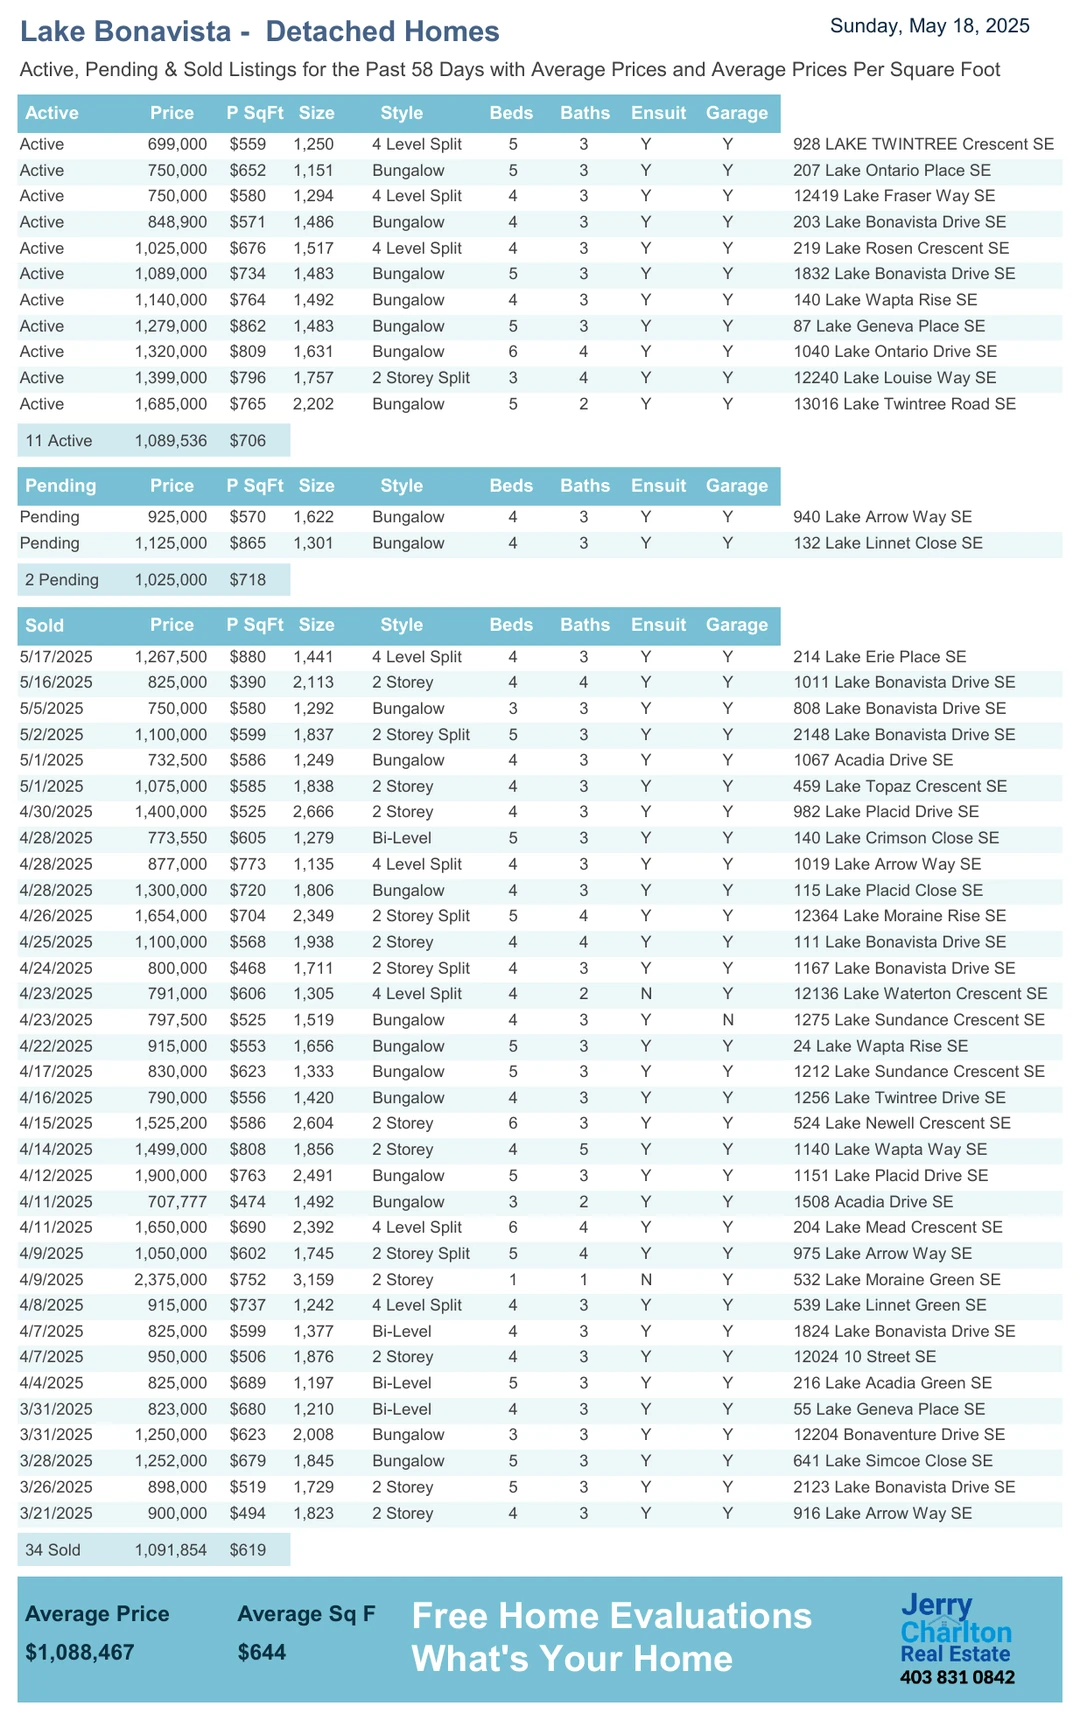 Lake Bonavista - Detached Homes Sunday, May 18, 2025
Active, Pending & Sold Listings for the Past 58 Days with Average Prices and Average Prices Per Square Foot
Active Price P SqFt Size Style Beds Baths Ensuit Garage
Active 699,000 $559 1,250 4 Level Split 5 3 Y Y 928 LAKE TWINTREE Crescent SE
Active 750,000 $652 1,151 Bungalow 5 3 Y Y 207 Lake Ontario Place SE
Active 750,000 $580 1,294 4 Level Split 4 3 Y Y 12419 Lake Fraser Way SE
Active 848,900 $571 1,486 Bungalow 4 3 Y Y 203 Lake Bonavista Drive SE
Active 1,025,000 $676 1,517 4 Level Split 4 3 Y Y 219 Lake Rosen Crescent SE
Active 1,089,000 $734 1,483 Bungalow 5 3 Y Y 1832 Lake Bonavista Drive SE
Active 1,140,000 $764 1,492 Bungalow 4 3 Y Y 140 Lake Wapta Rise SE
Active 1,279,000 $862 1,483 Bungalow 5 3 Y Y 87 Lake Geneva Place SE
Active 1,320,000 $809 1,631 Bungalow 6 4 Y Y 1040 Lake Ontario Drive SE
Active 1,399,000 $796 1,757 2 Storey Split 3 4 Y Y 12240 Lake Louise Way SE
Active 1,685,000 $765 2,202 Bungalow 5 2 Y Y 13016 Lake Twintree Road SE
11 Active 1,089,536 $706
Pending Price P SqFt Size Style Beds Baths Ensuit Garage
Pending 925,000 $570 1,622 Bungalow 4 3 Y Y 940 Lake Arrow Way SE
Pending 1,125,000 $865 1,301 Bungalow 4 3 Y Y 132 Lake Linnet Close SE
2 Pending 1,025,000 $718
Sold Price P SqFt Size Style Beds Baths Ensuit Garage
5/17/2025 1,267,500 $880 1,441 4 Level Split 4 3 Y Y 214 Lake Erie Place SE
5/16/2025 825,000 $390 2,113 2 Storey 4 4 Y Y 1011 Lake Bonavista Drive SE
5/5/2025 750,000 $580 1,292 Bungalow 3 3 Y Y 808 Lake Bonavista Drive SE
5/2/2025 1,100,000 $599 1,837 2 Storey Split 5 3 Y Y 2148 Lake Bonavista Drive SE
5/1/2025 732,500 $586 1,249 Bungalow 4 3 Y Y 1067 Acadia Drive SE
5/1/2025 1,075,000 $585 1,838 2 Storey 4 3 Y Y 459 Lake Topaz Crescent SE
4/30/2025 1,400,000 $525 2,666 2 Storey 4 3 Y Y 982 Lake Placid Drive SE
4/28/2025 773,550 $605 1,279 Bi-Level 5 3 Y Y 140 Lake Crimson Close SE
4/28/2025 877,000 $773 1,135 4 Level Split 4 3 Y Y 1019 Lake Arrow Way SE
4/28/2025 1,300,000 $720 1,806 Bungalow 4 3 Y Y 115 Lake Placid Close SE
4/26/2025 1,654,000 $704 2,349 2 Storey Split 5 4 Y Y 12364 Lake Moraine Rise SE
4/25/2025 1,100,000 $568 1,938 2 Storey 4 4 Y Y 111 Lake Bonavista Drive SE
4/24/2025 800,000 $468 1,711 2 Storey Split 4 3 Y Y 1167 Lake Bonavista Drive SE
4/23/2025 791,000 $606 1,305 4 Level Split 4 2 N Y 12136 Lake Waterton Crescent SE
4/23/2025 797,500 $525 1,519 Bungalow 4 3 Y N 1275 Lake Sundance Crescent SE
4/22/2025 915,000 $553 1,656 Bungalow 5 3 Y Y 24 Lake Wapta Rise SE
4/17/2025 830,000 $623 1,333 Bungalow 5 3 Y Y 1212 Lake Sundance Crescent SE
4/16/2025 790,000 $556 1,420 Bungalow 4 3 Y Y 1256 Lake Twintree Drive SE
4/15/2025 1,525,200 $586 2,604 2 Storey 6 3 Y Y 524 Lake Newell Crescent SE
4/14/2025 1,499,000 $808 1,856 2 Storey 4 5 Y Y 1140 Lake Wapta Way SE
4/12/2025 1,900,000 $763 2,491 Bungalow 5 3 Y Y 1151 Lake Placid Drive SE
4/11/2025 707,777 $474 1,492 Bungalow 3 2 Y Y 1508 Acadia Drive SE
4/11/2025 1,650,000 $690 2,392 4 Level Split 6 4 Y Y 204 Lake Mead Crescent SE
4/9/2025 1,050,000 $602 1,745 2 Storey Split 5 4 Y Y 975 Lake Arrow Way SE
4/9/2025 2,375,000 $752 3,159 2 Storey 1 1 N Y 532 Lake Moraine Green SE
4/8/2025 915,000 $737 1,242 4 Level Split 4 3 Y Y 539 Lake Linnet Green SE
4/7/2025 825,000 $599 1,377 Bi-Level 4 3 Y Y 1824 Lake Bonavista Drive SE
4/7/2025 950,000 $506 1,876 2 Storey 4 3 Y Y 12024 10 Street SE
4/4/2025 825,000 $689 1,197 Bi-Level 5 3 Y Y 216 Lake Acadia Green SE
3/31/2025 823,000 $680 1,210 Bi-Level 4 3 Y Y 55 Lake Geneva Place SE
3/31/2025 1,250,000 $623 2,008 Bungalow 3 3 Y Y 12204 Bonaventure Drive SE
3/28/2025 1,252,000 $679 1,845 Bungalow 5 3 Y Y 641 Lake Simcoe Close SE
3/26/2025 898,000 $519 1,729 2 Storey 5 3 Y Y 2123 Lake Bonavista Drive SE
3/21/2025 900,000 $494 1,823 2 Storey 4 3 Y Y 916 Lake Arrow Way SE
34 Sold 1,091,854 $619
Average Price Average Sq F
$1,088,467 $644
Free Home Evaluations
What's Your Home
Jerry
Charlton
Real Estate
403 831 0842